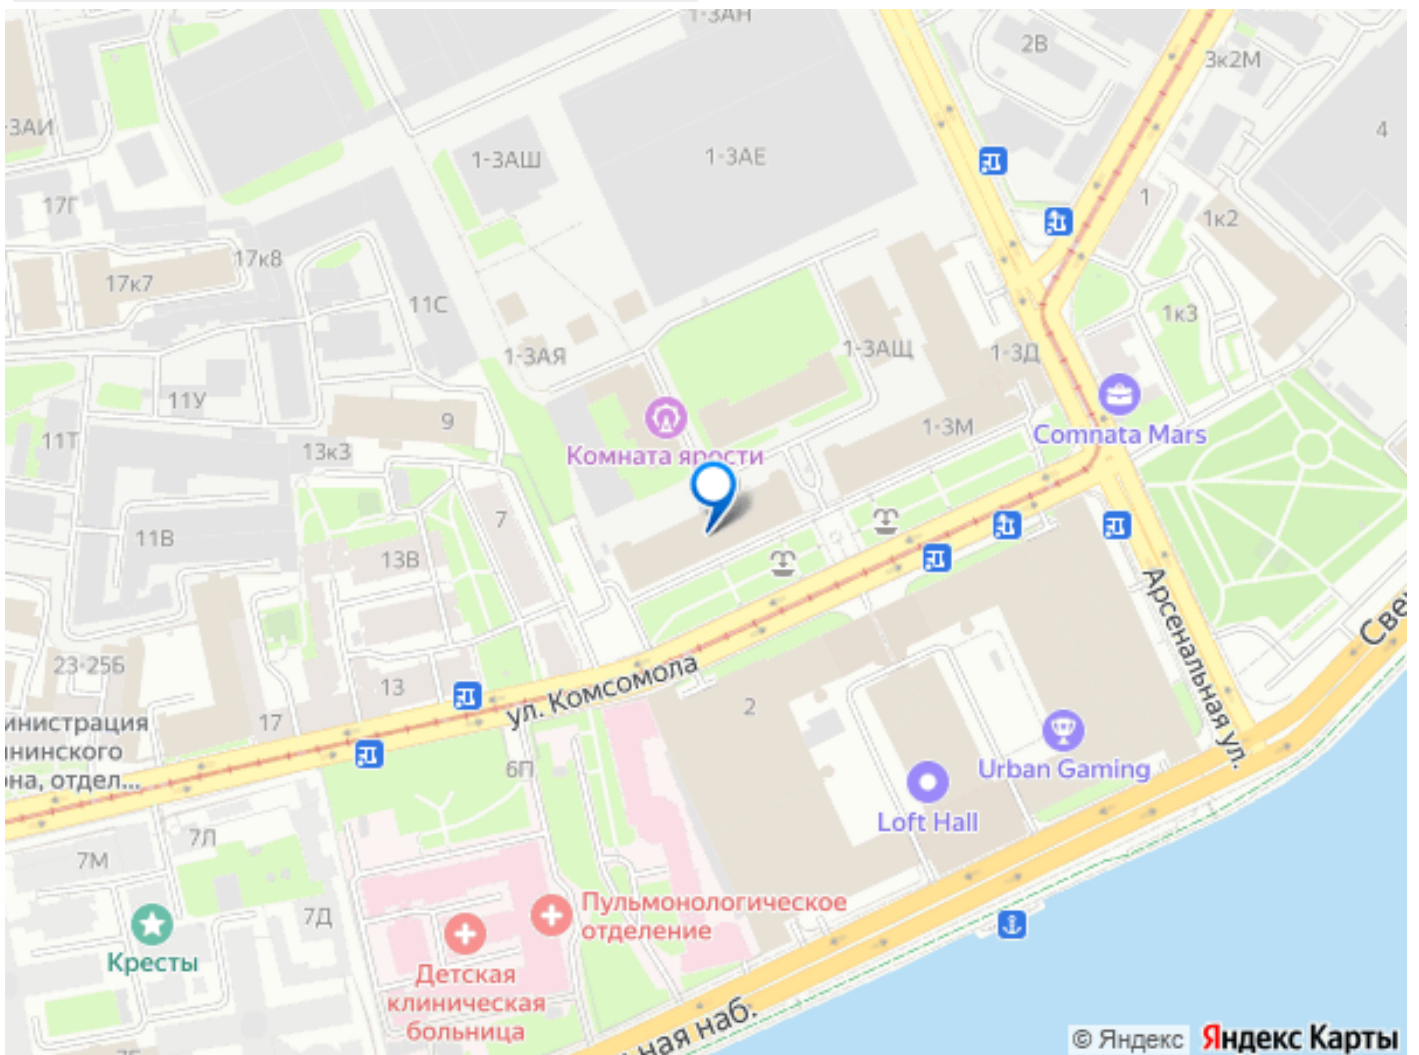 1-3АН
2В
3к2М
-3АИ
4
1-3АШ
1-3АЕ
17Г
1
1к2
17к8
17к7
11С
1к3
1-3АЯ
1-3АЩ
1-3Д
11У
9
1-3М
Comnata Mars
11Т
13к3
Комната ярости
7
11В
13В
Арсенальная ул.
Све
23-25Б
13
ул. Комсомола
2
17
инистрация
ININСКОГО
она, отдел...
6П
Urban Gaming
Loft Hall
7Л
7М
7Д
Пульмонологическое
отделение
Кресты
Детская
клиническая
больница
ная наб.
© Яндекс
Яндекс Карты